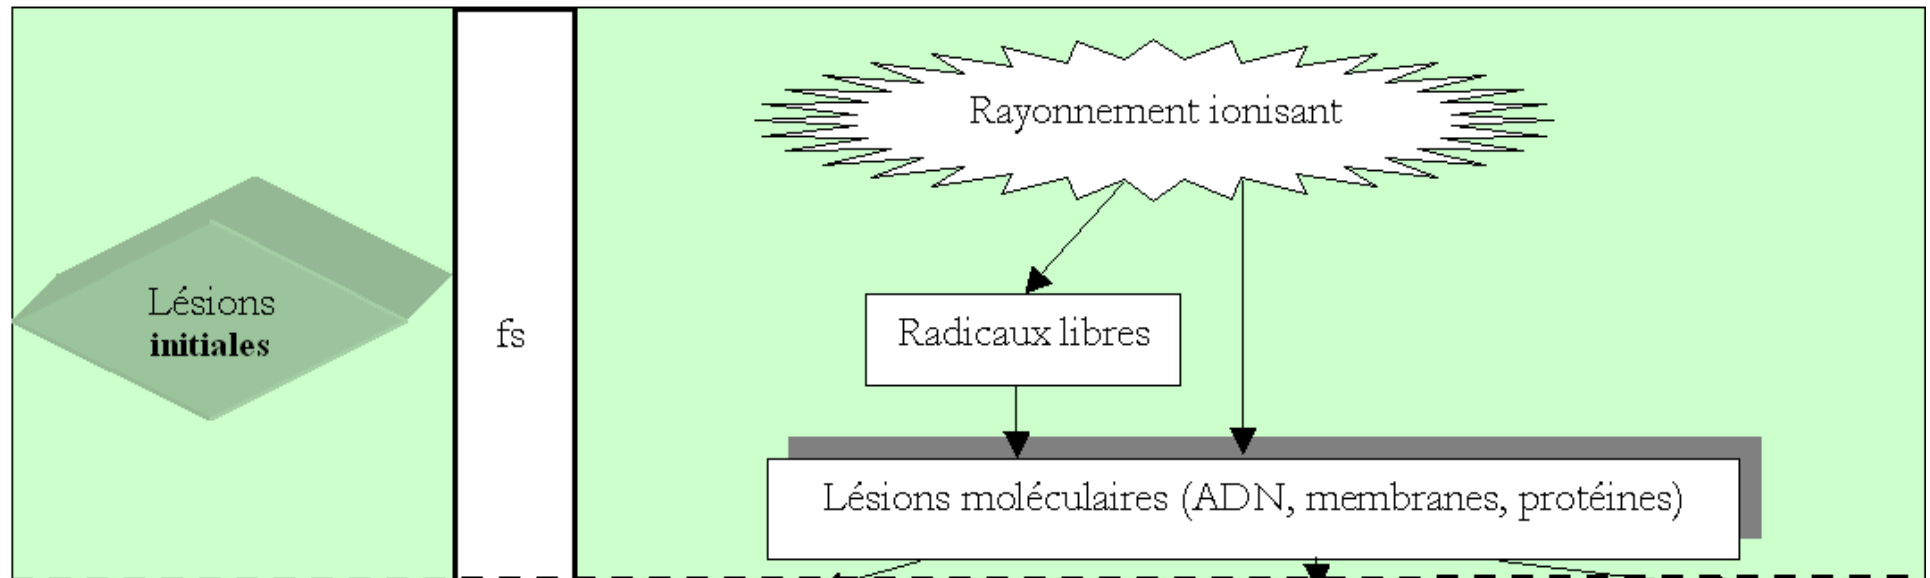 Rayonnement ionisant
Lésions
initiales
fs
Radicaux libres
Lésions moléculaires (ADN, membranes, protéines)